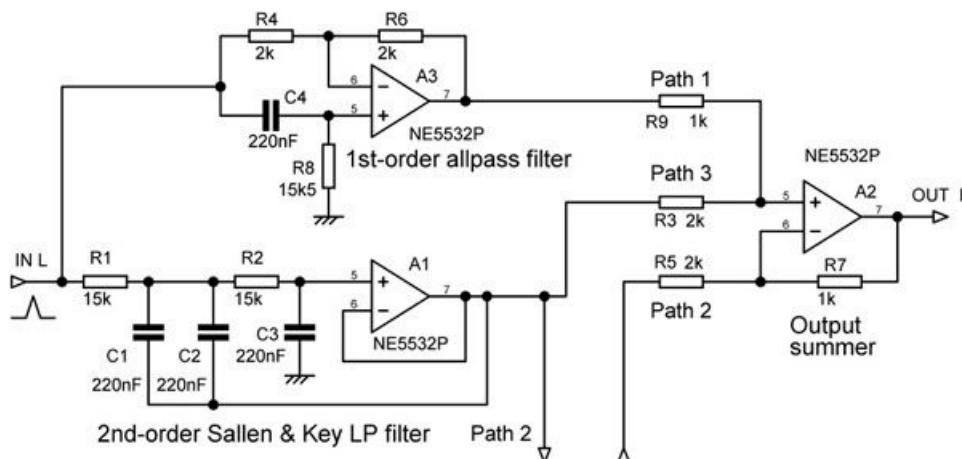 R4
2k
R6
2k
6
5
7
A3
C4
220nF
NE5532P
R8
15k5
1st-order allpass filter
Path 1
R9
1k
NE5532P
Path 3
R3 2k
5
6
7
A2
OUT
R5 2k
Path 2
R7
1k
Output
summer
IN L
R1
15k
R2
15k
5
6
7
A1
NE5532P
C1
220nF
C2
220nF
C3
220nF
2nd-order Sallen & Key LP filter
Path 2